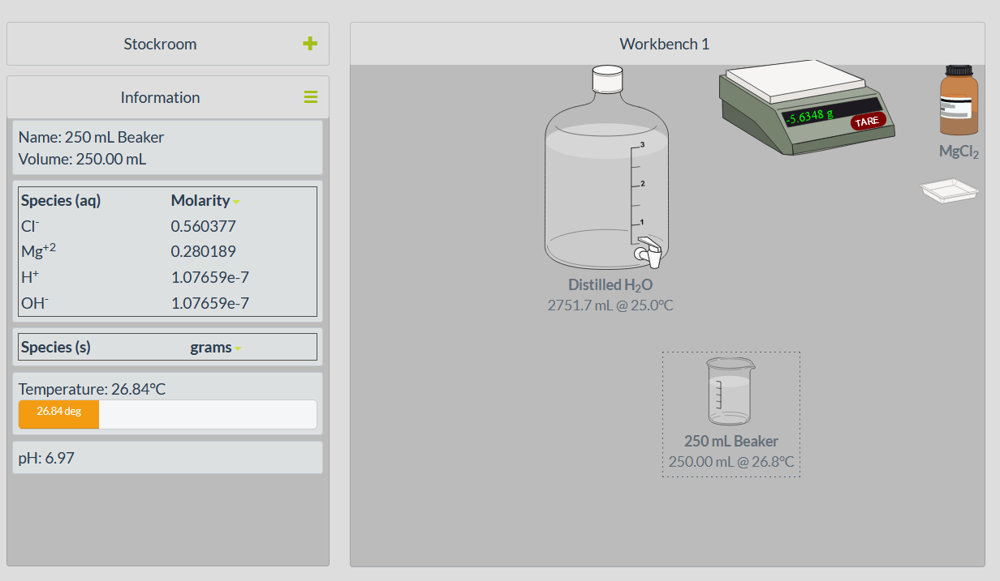 Stockroom
Information
Name: 250 mL Beaker
Volume: 250.00 mL
Species (aq) Molarity
Cl⁻ 0.560377
Mg⁺² 0.280189
H⁺ 1.07659e-7
OH⁻ 1.07659e-7
Species (s) grams
Temperature: 26.84°C
26.84 deg
pH: 6.97
Workbench 1
3
2
1
Distilled H₂O
2751.7 mL @ 25.0°C
-5.6348 g
TARE
MgCl₂
250 mL Beaker
250.00 mL @ 26.8°C